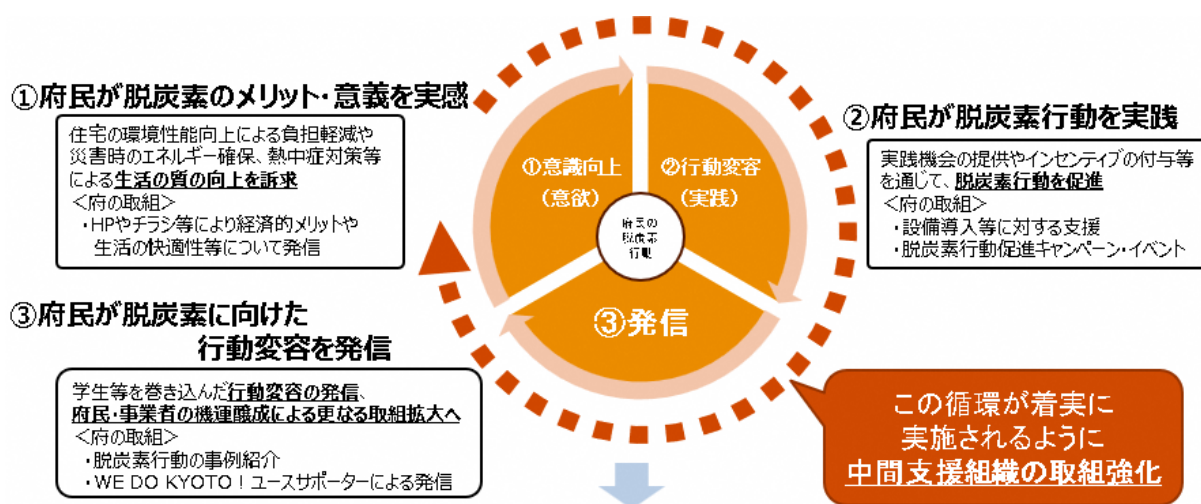 ①府民が脱炭素のメリット・意義を実感
住宅の環境性能向上による負担軽減や
災害時のエネルギー確保、熱中症対策等
による生活の質の向上を訴求
<府の取組>
・HPやチラシ等により経済的メリットや
生活の快適性等について発信
①意識向上
(意欲)
②行動変容
(実践)
府民の
脱炭素
行動
③発信
②府民が脱炭素行動を実践
実践機会の提供やインセンティブの付与等
を通じて、脱炭素行動を促進
<府の取組>
・設備導入等に対する支援
・脱炭素行動促進キャンペーン・イベント
③府民が脱炭素に向けた
行動変容を発信
学生等を巻き込んだ行動変容の発信、
府民・事業者の機運醸成による更なる取組拡大へ
<府の取組>
・脱炭素行動の事例紹介
・WE DO KYOTO!ユースサポーターによる発信
この循環が着実に
実施されるように
中間支援組織の取組強化